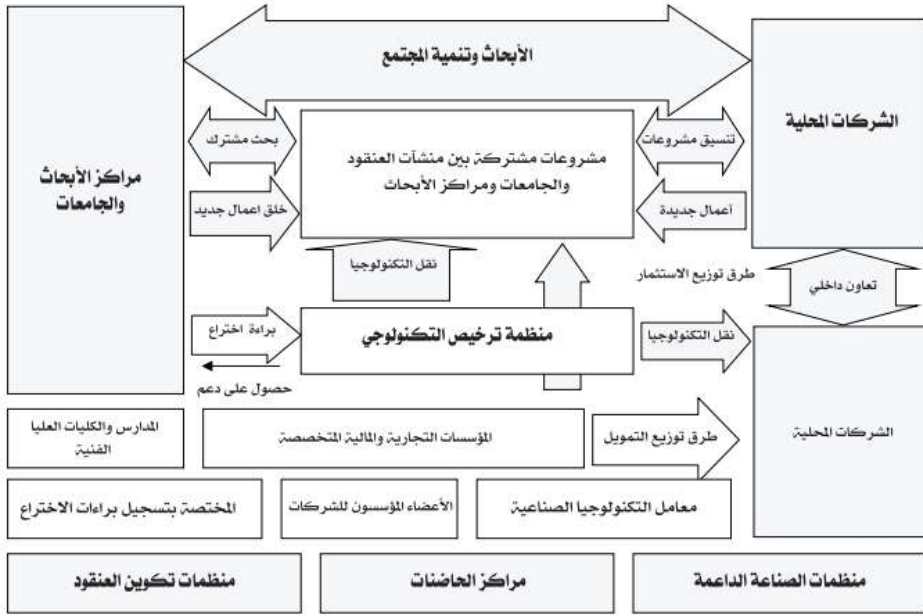 الأبحاث وتنمية المجتمع
الشركات المحلية
تنسيق مشروعات
مشروعات مشتركة بين منشآت العنقود
والجامعات ومراكز الأبحاث
بحث مشترك
مراكز الأبحاث
والجامعات
أعمال جديدة
خلق اعمال جديد
نقل التكنولوجيا
طرق توزيع الاستثمار
تعاون داخلي
نقل التكنولوجيا
منظمة ترخيص التكنولوجي
براءة اختراع
حصول على دعم
الشركات المحلية
طرق توزيع التمويل
المؤسسات التجارية والمالية المتخصصة
المدارس والكليات العليا
الفنية
معامل التكنولوجيا الصناعية
الأعضاء المؤسسون للشركات
المختصة بتسجيل براءات الاختراع
منظمات الصناعة الداعمة
مراكز الحاضنات
منظمات تكوين العنقود